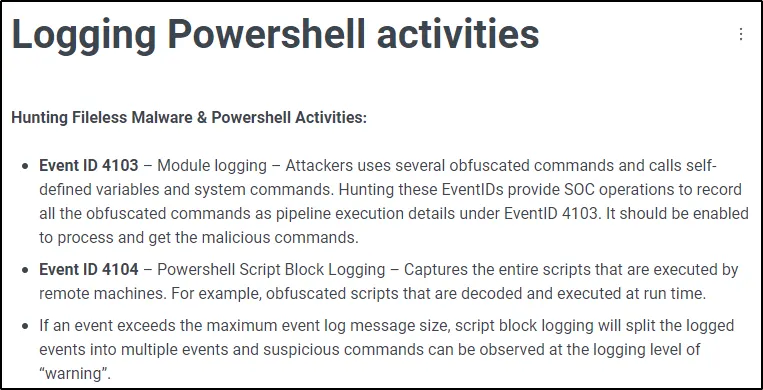 Logging Powershell activities
Hunting Fileless Malware & Powershell Activities:
• Event ID 4103 – Module logging – Attackers uses several obfuscated commands and calls self-
defined variables and system commands. Hunting these EventIDs provide SOC operations to record
all the obfuscated commands as pipeline execution details under EventID 4103. It should be enabled
to process and get the malicious commands.
• Event ID 4104 – Powershell Script Block Logging – Captures the entire scripts that are executed by
remote machines. For example, obfuscated scripts that are decoded and executed at run time.
• If an event exceeds the maximum event log message size, script block logging will split the logged
events into multiple events and suspicious commands can be observed at the logging level of
“warning”.